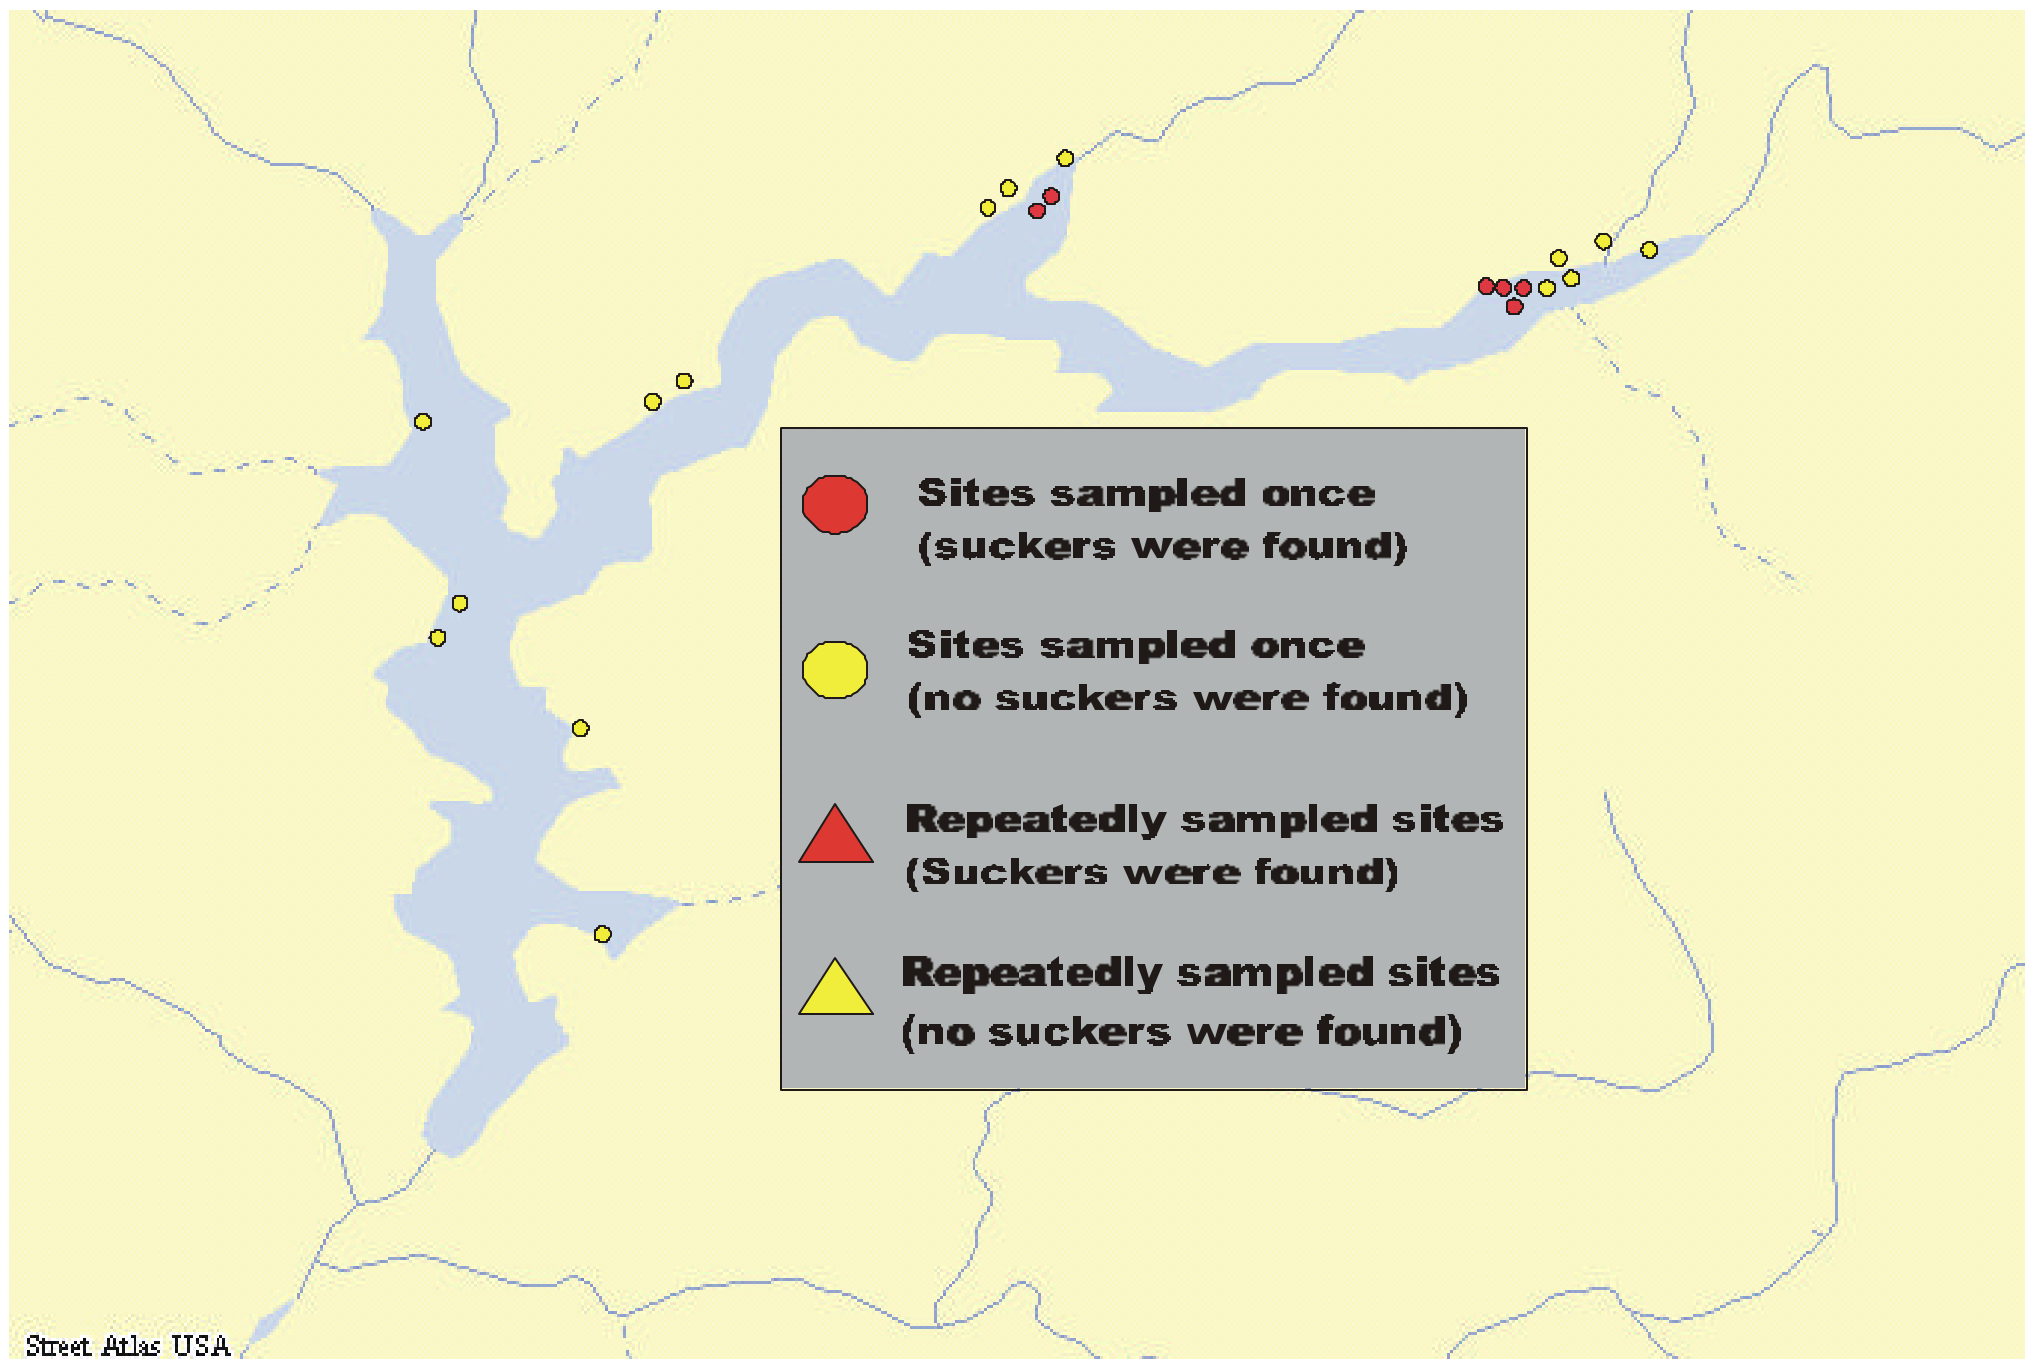 Sites sampled once
(suckers were found)
Sites sampled once
(no suckers were found)
Repeatedly sampled sites
(Suckers were found)
Repeatedly sampled sites
(no suckers were found)
Street Atlas USA